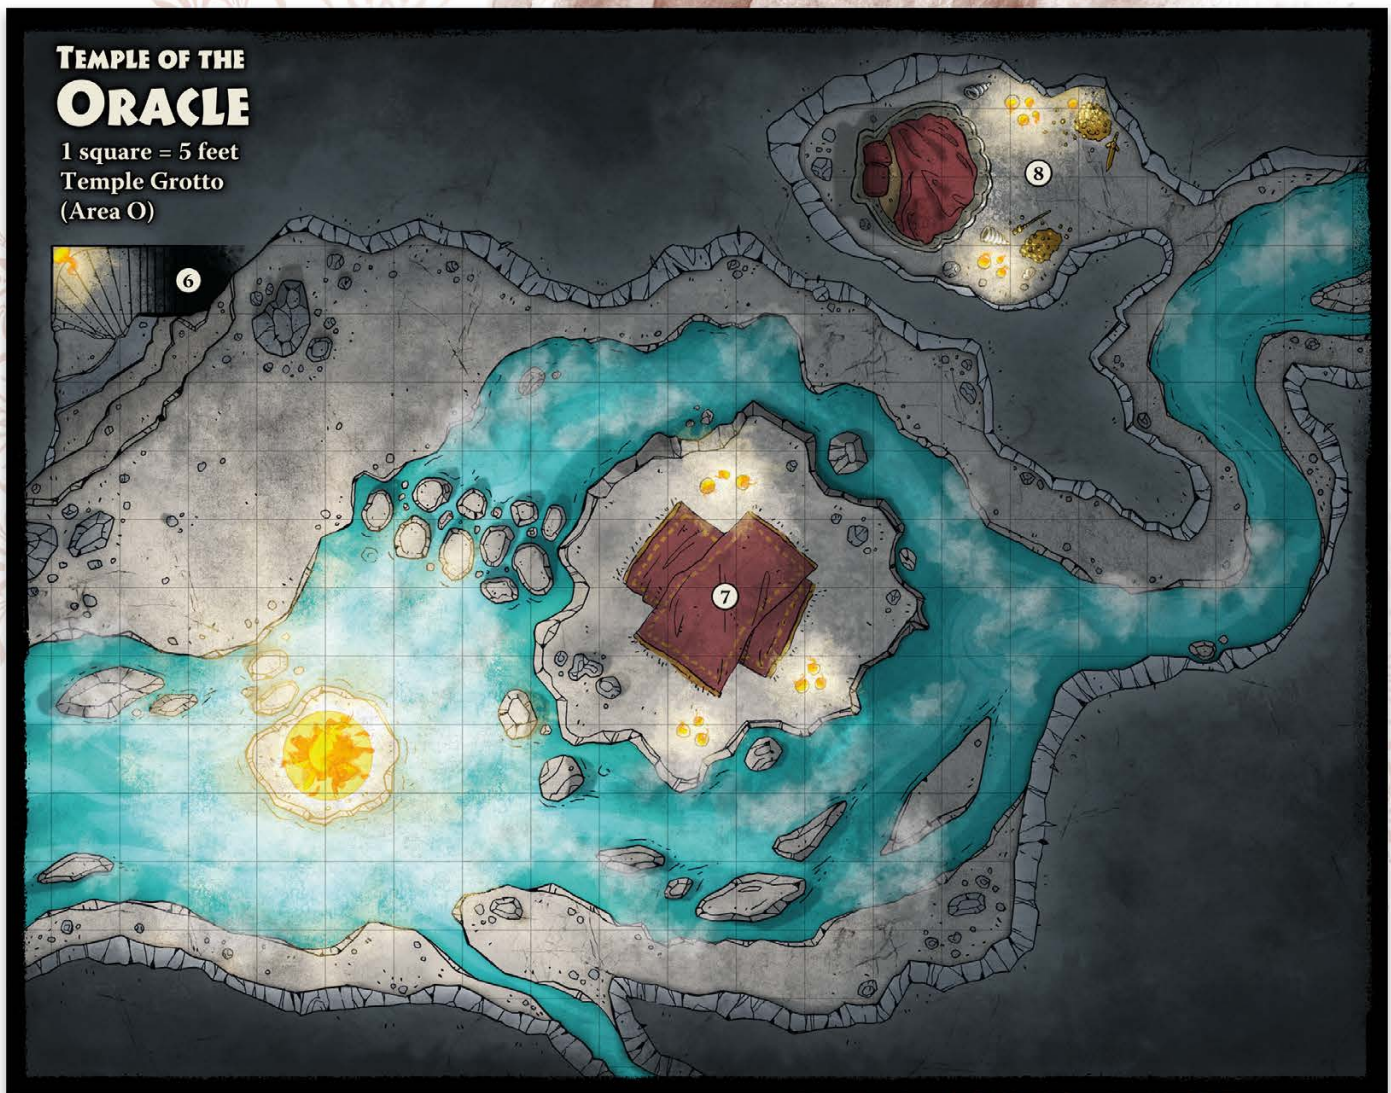 TEMPLE OF THE
ORACLE
1 square = 5 feet
Temple Grotto
(Area O)
6
8
7